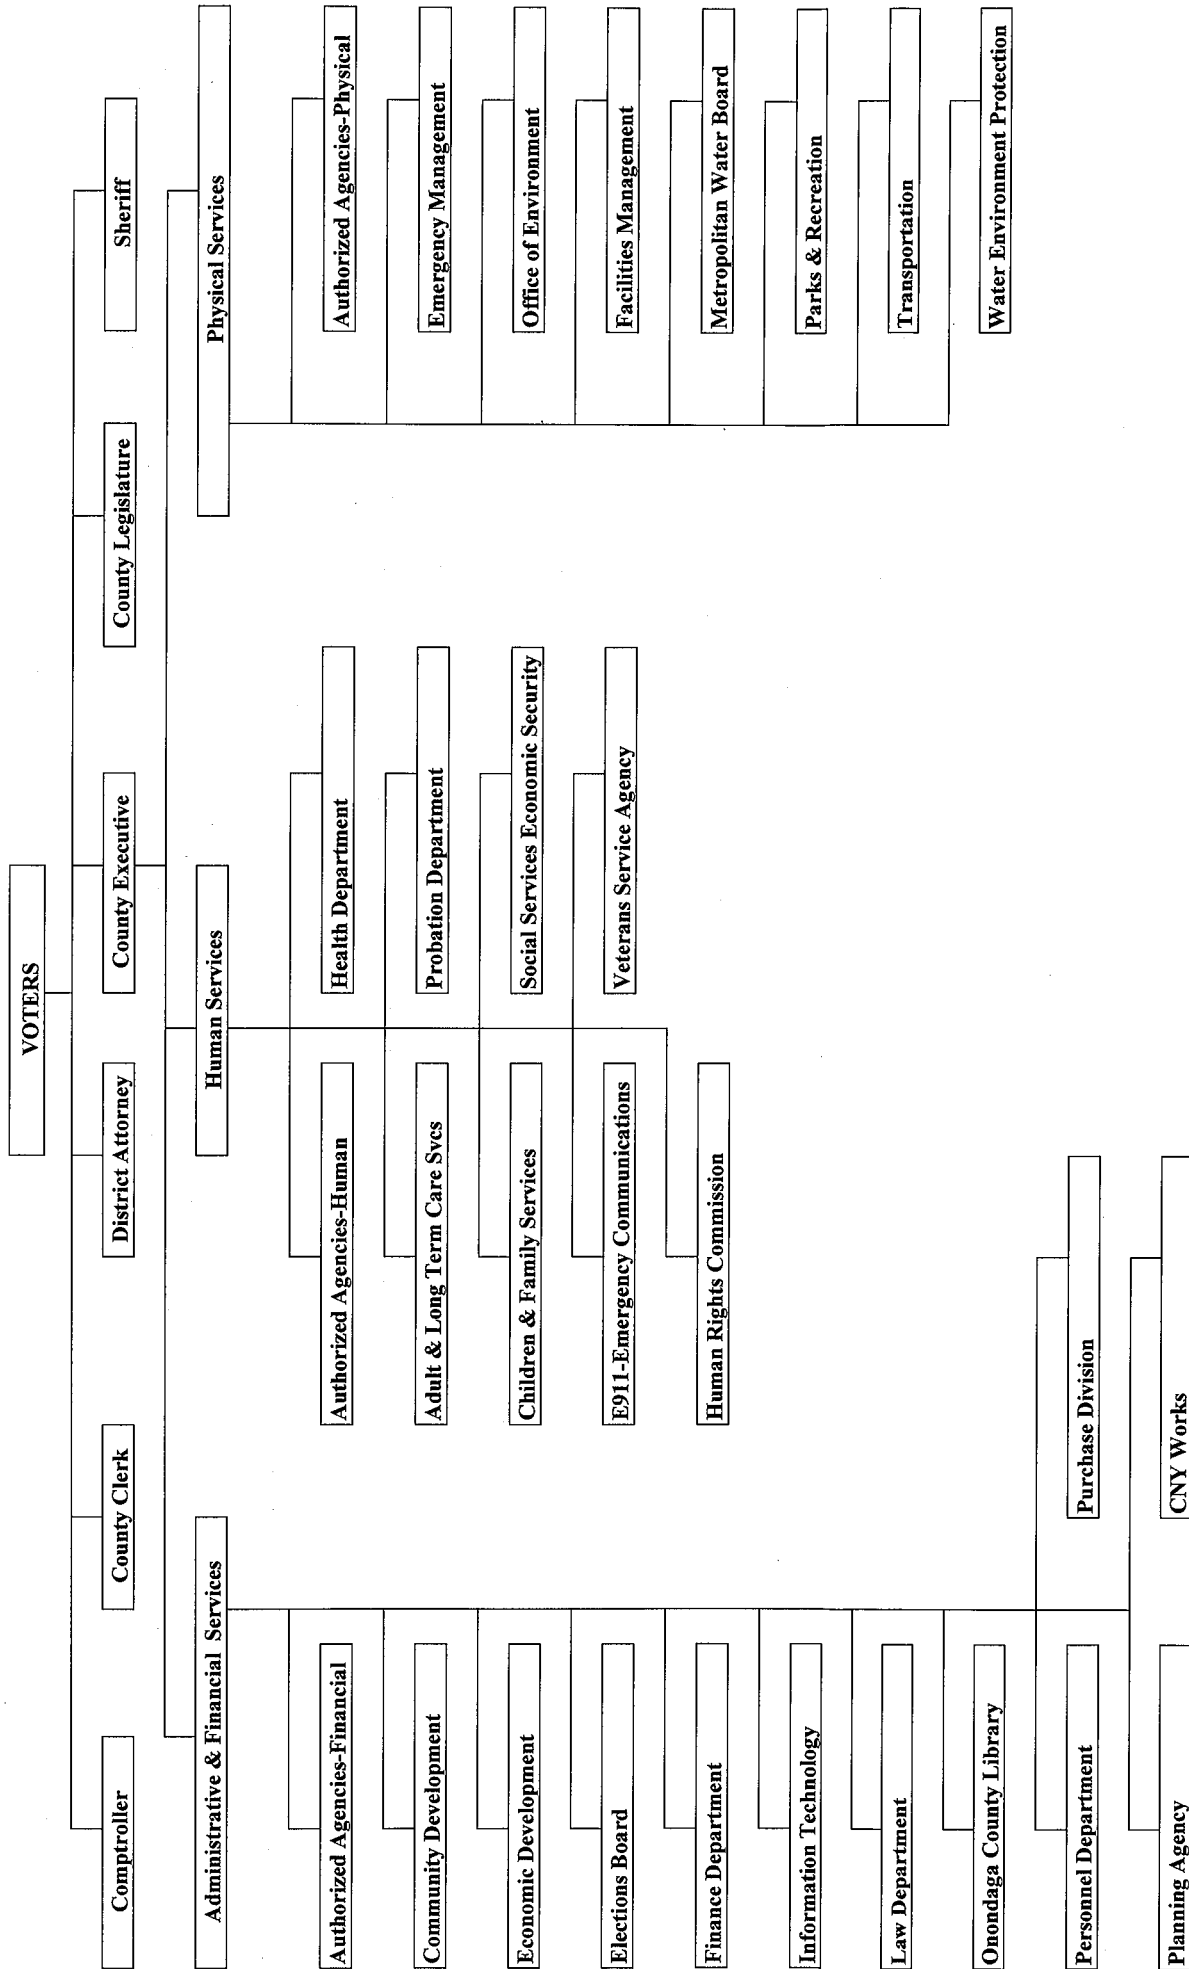 VOTERS
Comptroller
County Clerk
District Attorney
County Executive
County Legislature
Sheriff
Administrative & Financial Services
Human Services
Physical Services
Authorized Agencies-Financial
Community Development
Economic Development
Elections Board
Finance Department
Information Technology
Law Department
Onondaga County Library
Personnel Department
Purchase Division
Planning Agency
CNY Works
Authorized Agencies-Human
Health Department
Adult & Long Term Care Svcs
Probation Department
Children & Family Services
Social Services Economic Security
E911-Emergency Communications
Veterans Service Agency
Human Rights Commission
Authorized Agencies-Physical
Emergency Management
Office of Environment
Facilities Management
Metropolitan Water Board
Parks & Recreation
Transportation
Water Environment Protection